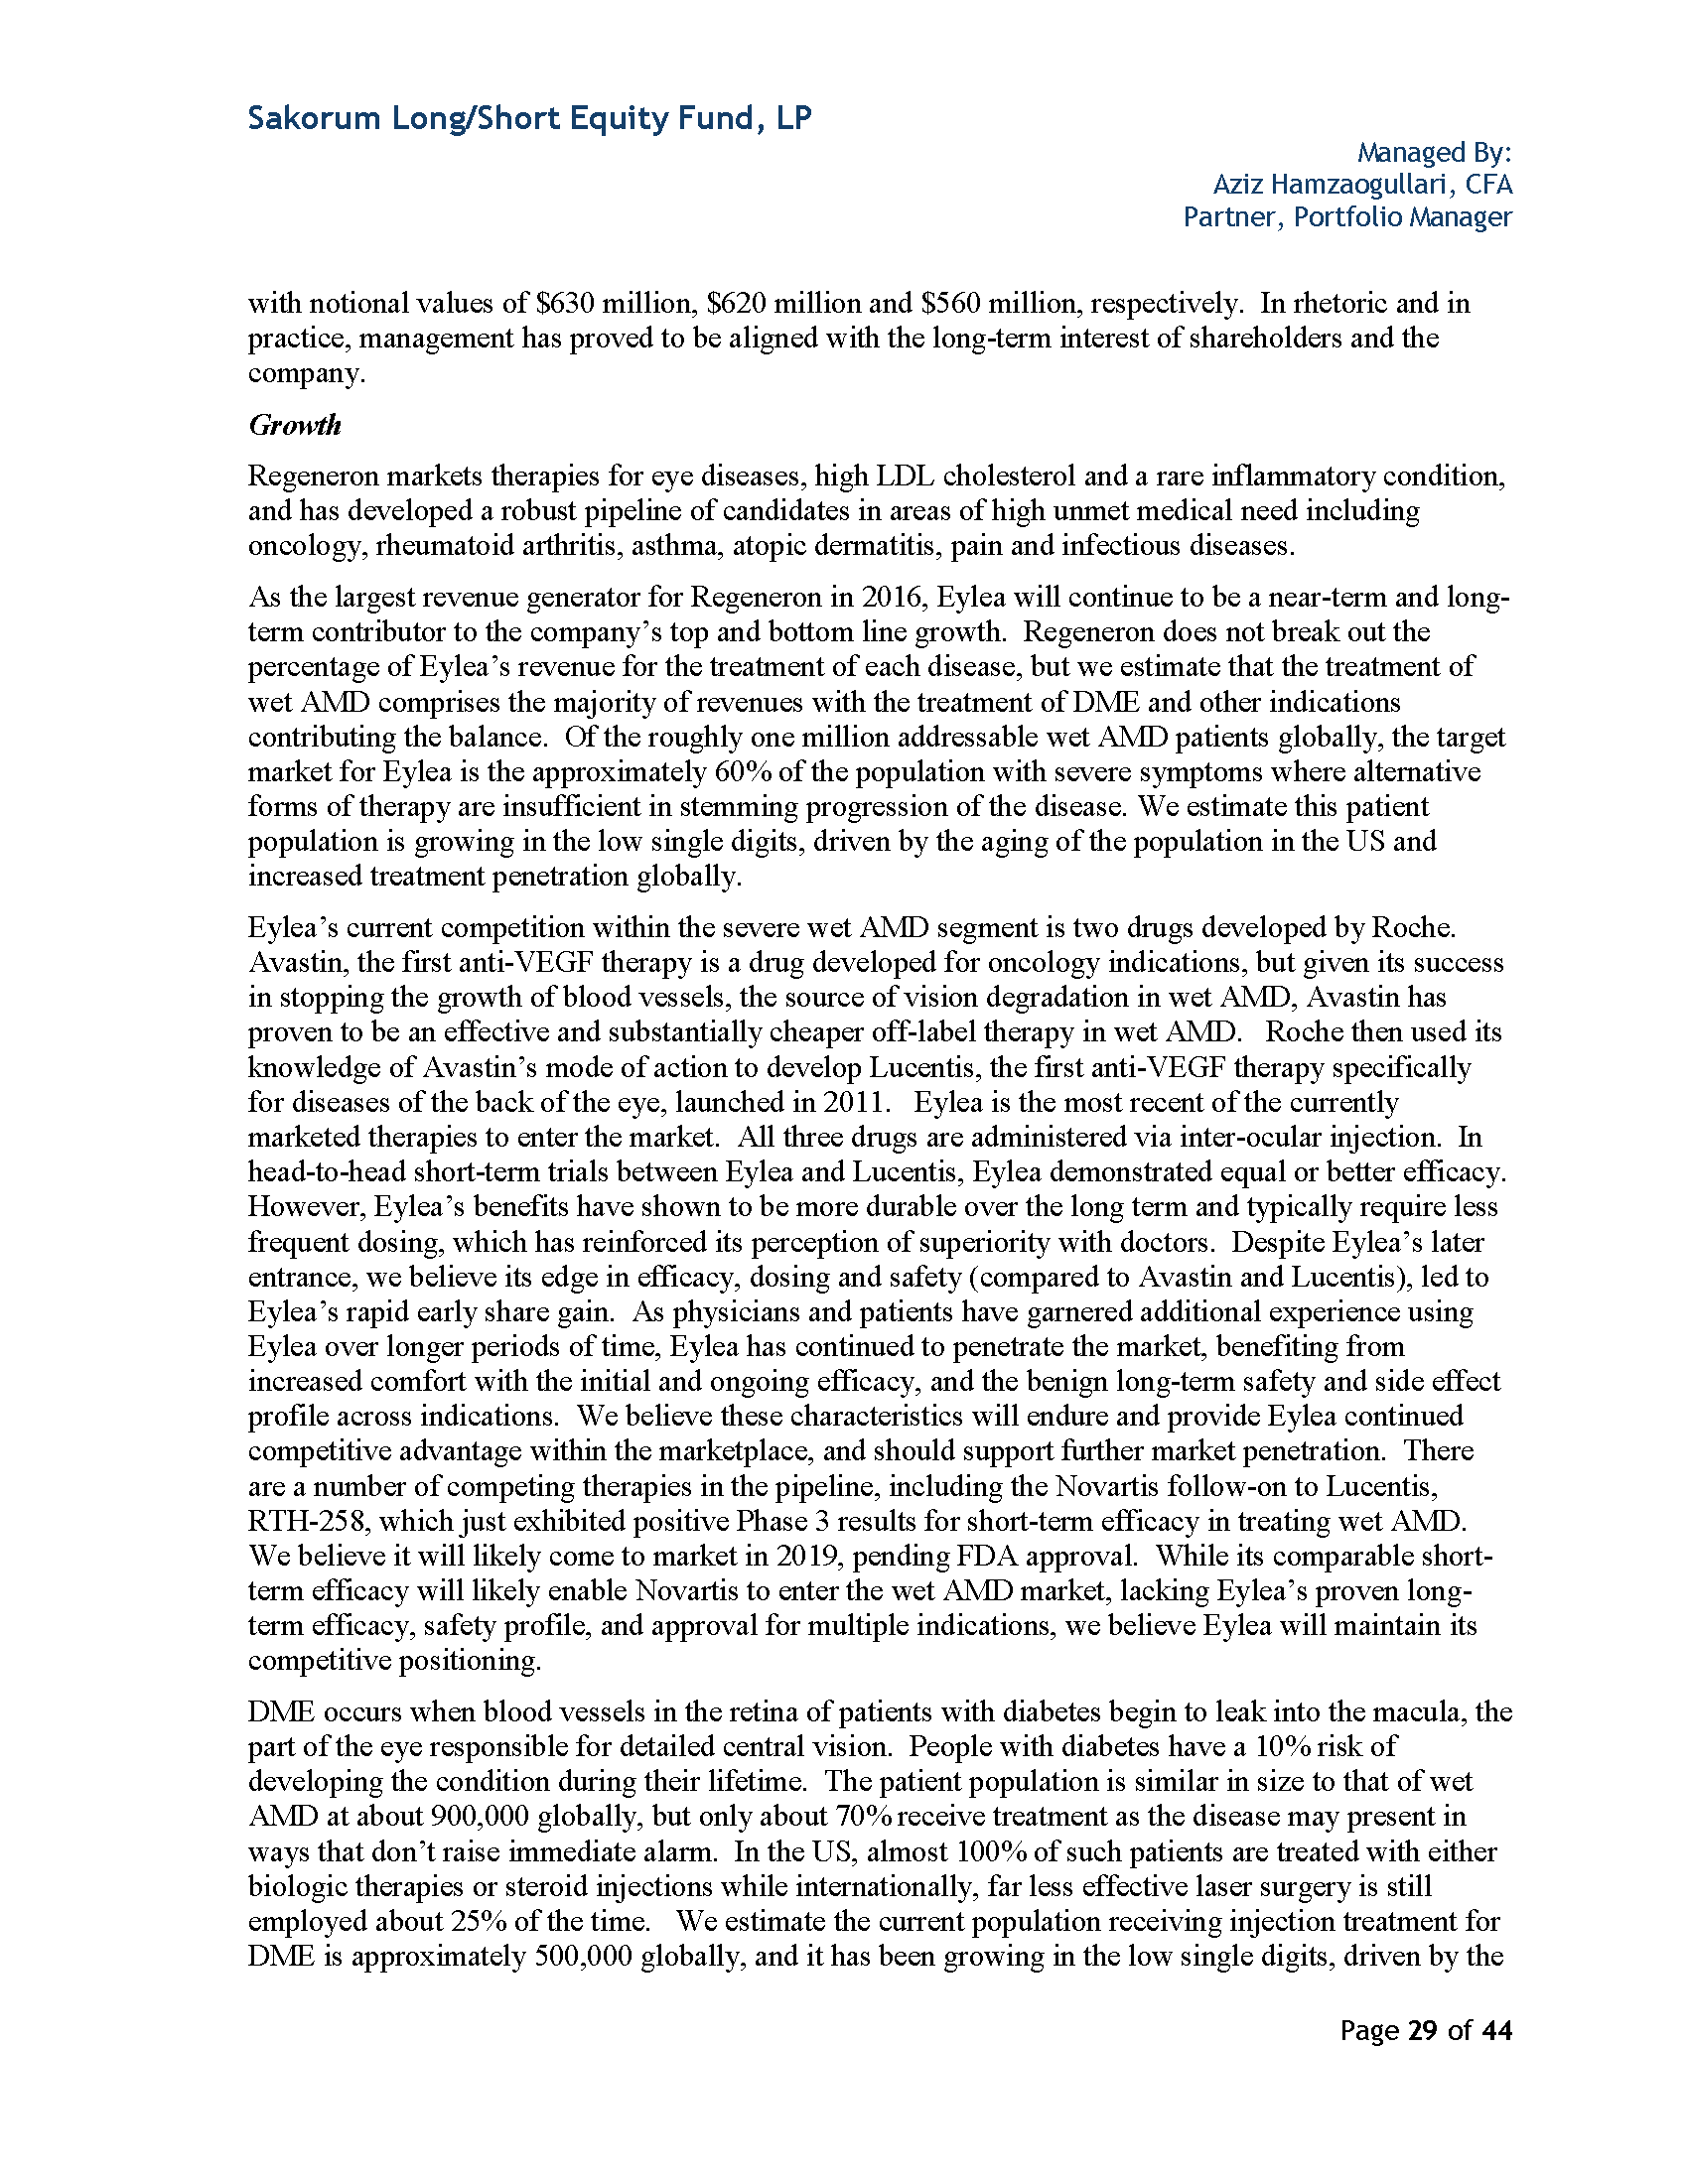 Sakorum Long/Short Equity Fund, LP
Managed By:
Aziz Hamzaogullari, CFA
Partner, Portfolio Manager
with notional values of $630 million, $620 million and $560 million, respectively.  In rhetoric and in
practice, management has proved to be aligned with the long-term interest of shareholders and the
company.
Growth
Regeneron markets therapies for eye diseases, high LDL cholesterol and a rare inflammatory condition,
and has developed a robust pipeline of candidates in areas of high unmet medical need including
oncology, rheumatoid arthritis, asthma, atopic dermatitis, pain and infectious diseases.
As the largest revenue generator for Regeneron in 2016, Eylea will continue to be a near-term and long-
term contributor to the company’s top and bottom line growth.  Regeneron does not break out the
percentage of Eylea’s revenue for the treatment of each disease, but we estimate that the treatment of
wet AMD comprises the majority of revenues with the treatment of DME and other indications
contributing the balance.  Of the roughly one million addressable wet AMD patients globally, the target
market for Eylea is the approximately 60% of the population with severe symptoms where alternative
forms of therapy are insufficient in stemming progression of the disease. We estimate this patient
population is growing in the low single digits, driven by the aging of the population in the US and
increased treatment penetration globally.
Eylea’s current competition within the severe wet AMD segment is two drugs developed by Roche.
Avastin, the first anti-VEGF therapy is a drug developed for oncology indications, but given its success
in stopping the growth of blood vessels, the source of vision degradation in wet AMD, Avastin has
proven to be an effective and substantially cheaper off-label therapy in wet AMD.   Roche then used its
knowledge of Avastin’s mode of action to develop Lucentis, the first anti-VEGF therapy specifically
for diseases of the back of the eye, launched in 2011.   Eylea is the most recent of the currently
marketed therapies to enter the market.  All three drugs are administered via inter-ocular injection.  In
head-to-head short-term trials between Eylea and Lucentis, Eylea demonstrated equal or better efficacy.
However, Eylea’s benefits have shown to be more durable over the long term and typically require less
frequent dosing, which has reinforced its perception of superiority with doctors.  Despite Eylea’s later
entrance, we believe its edge in efficacy, dosing and safety (compared to Avastin and Lucentis), led to
Eylea’s rapid early share gain.  As physicians and patients have garnered additional experience using
Eylea over longer periods of time, Eylea has continued to penetrate the market, benefiting from
increased comfort with the initial and ongoing efficacy, and the benign long-term safety and side effect
profile across indications.  We believe these characteristics will endure and provide Eylea continued
competitive advantage within the marketplace, and should support further market penetration.  There
are a number of competing therapies in the pipeline, including the Novartis follow-on to Lucentis,
RTH-258, which just exhibited positive Phase 3 results for short-term efficacy in treating wet AMD.
We believe it will likely come to market in 2019, pending FDA approval.  While its comparable short-
term efficacy will likely enable Novartis to enter the wet AMD market, lacking Eylea’s proven long-
term efficacy, safety profile, and approval for multiple indications, we believe Eylea will maintain its
competitive positioning.
DME occurs when blood vessels in the retina of patients with diabetes begin to leak into the macula, the
part of the eye responsible for detailed central vision.  People with diabetes have a 10% risk of
developing the condition during their lifetime.  The patient population is similar in size to that of wet
AMD at about 900,000 globally, but only about 70% receive treatment as the disease may present in
ways that don’t raise immediate alarm.  In the US, almost 100% of such patients are treated with either
biologic therapies or steroid injections while internationally, far less effective laser surgery is still
employed about 25% of the time.   We estimate the current population receiving injection treatment for
DME is approximately 500,000 globally, and it has been growing in the low single digits, driven by the
Page 29 of 44